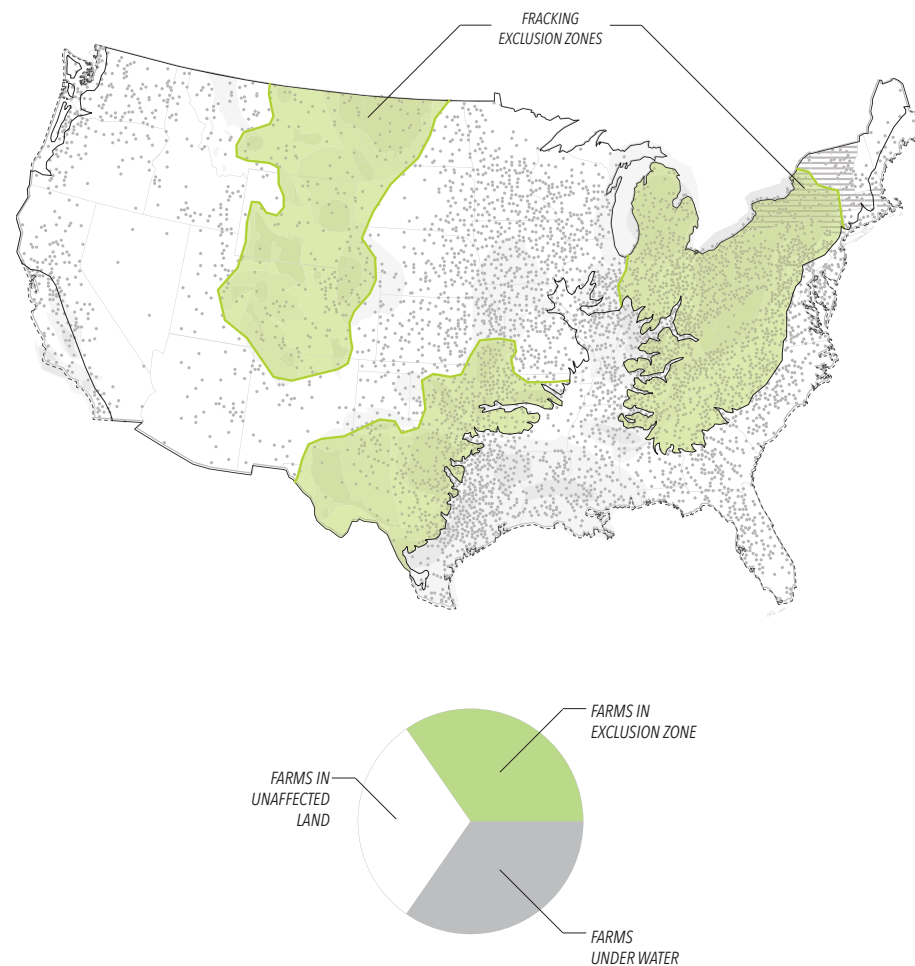 FRACKING
EXCLUSION ZONES
FARMS IN
EXCLUSION ZONE
FARMS IN
UNAFFECTED
LAND
FARMS
UNDER WATER